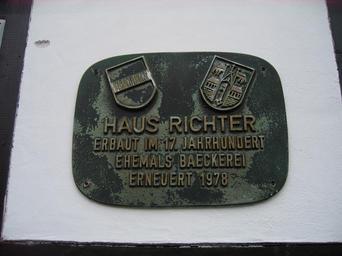 HAUS RICHTER
ERBAUT IM 17. JAHRHUNDERT
EHEMALS BAECKEREI
ERNEUERT 1978